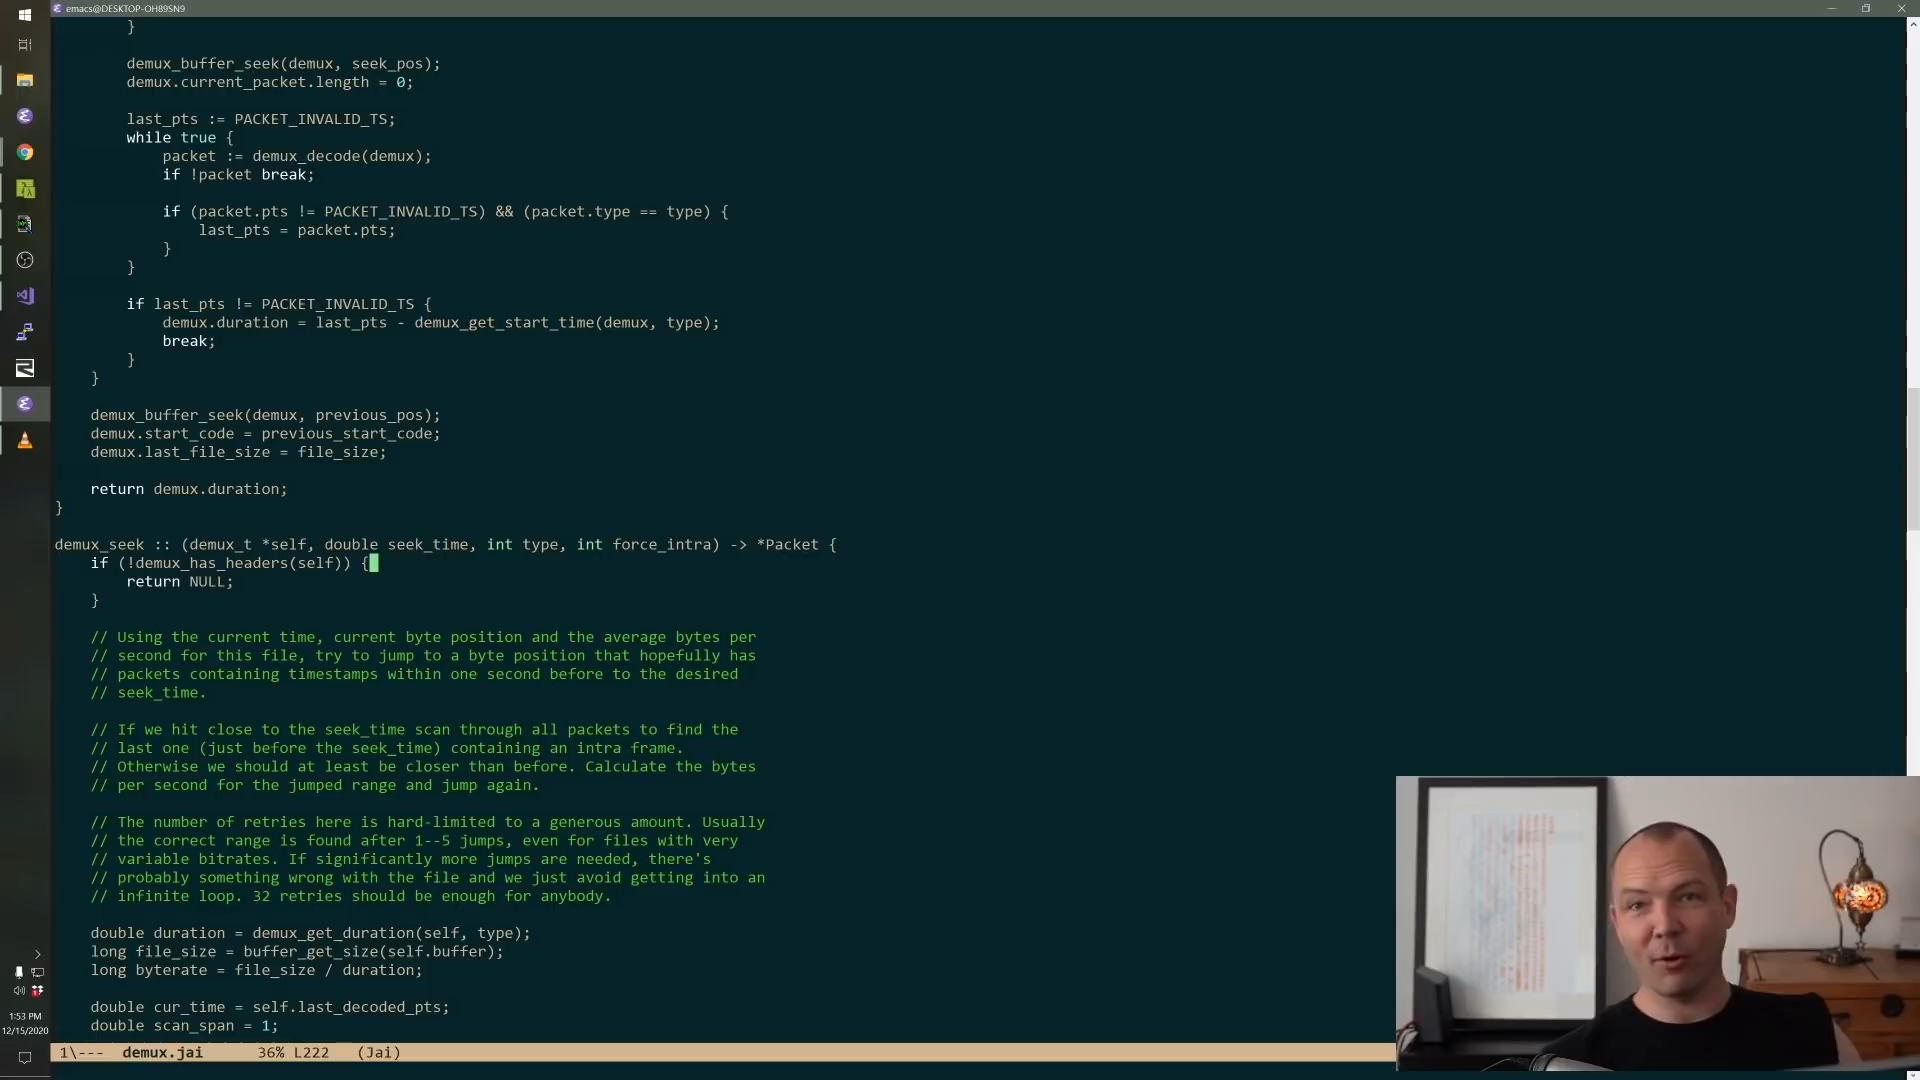 emacs@DESKTOP-OH89SN9
}
demux_buffer_seek(demux, seek_pos);
demux.current_packet.length = 0;
last_pts := PACKET_INVALID_TS;
while true {
packet := demux_decode(demux);
if !packet break;
if (packet.pts != PACKET_INVALID_TS) && (packet.type == type) {
last_pts = packet.pts;
}
}
if last_pts != PACKET_INVALID_TS {
demux.duration = last_pts - demux_get_start_time(demux, type);
break;
}
}
demux_buffer_seek(demux, previous_pos);
demux.start_code = previous_start_code;
demux.last_file_size = file_size;
return demux.duration;
}
demux_seek :: (demux_t *self, double seek_time, int type, int force_intra) -> *Packet {
if (!demux_has_headers(self)) {
return NULL;
}
// Using the current time, current byte position and the average bytes per
// second for this file, try to jump to a byte position that hopefully has
// packets containing timestamps within one second before to the desired
// seek_time.
// If we hit close to the seek_time scan through all packets to find the
// last one (just before the seek_time) containing an intra frame.
// Otherwise we should at least be closer than before. Calculate the bytes
// per second for the jumped range and jump again.
// The number of retries here is hard-limited to a generous amount. Usually
// the correct range is found after 1--5 jumps, even for files with very
// variable bitrates. If significantly more jumps are needed, there's
// probably something wrong with the file and we just avoid getting into an
// infinite loop. 32 retries should be enough for anybody.
double duration = demux_get_duration(self, type);
long file_size = buffer_get_size(self.buffer);
long byterate = file_size / duration;
double cur_time = self.last_decoded_pts;
double scan_span = 1;
1:53 PM
12/15/2020
1\--- demux.jai 36% L222 (Jai)